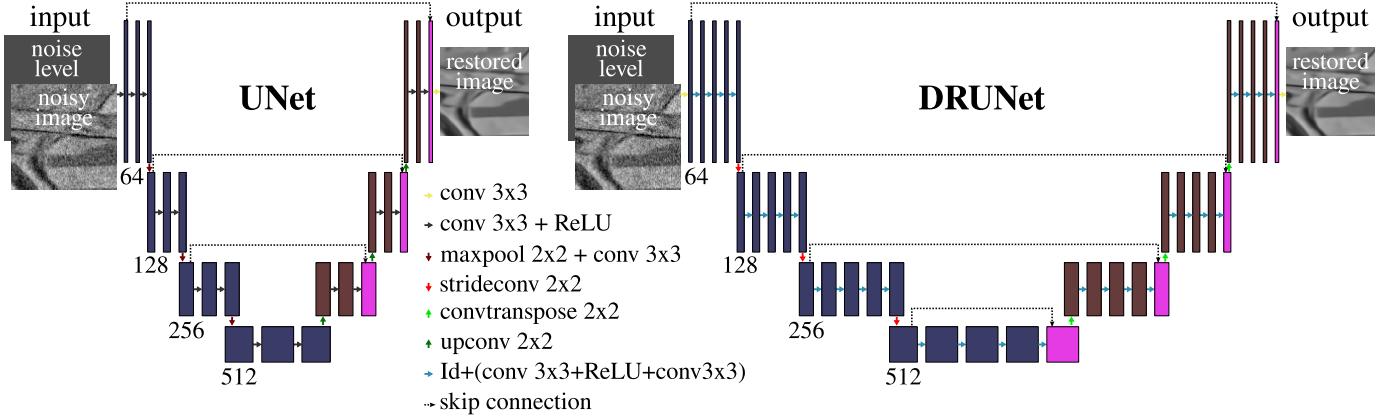 input
output
noise
level
noisy
image
restored
image
UNet
64
128
256
512
conv 3x3
conv 3x3 + ReLU
maxpool 2x2 + conv 3x3
strideconv 2x2
convtranspose 2x2
upconv 2x2
Id+(conv 3x3+ReLU+conv3x3)
skip connection
input
output
noise
level
noisy
image
restored
image
DRUNet
64
128
256
512